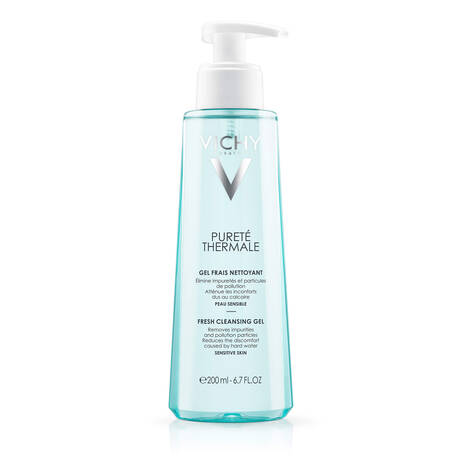 VICHY
V
PURETÉ
THERMALE
GEL FRAIS NETTOYANT
Élimine impuretés et particules
de pollution
Atténue les inconforts
dus au calcaire
PEAU SENSIBLE
FRESH CLEANSING GEL
Removes impurities
and pollution particles
Reduces the discomfort
caused by hard water
SENSITIVE SKIN
℮200 ml - 6.7 FL.OZ